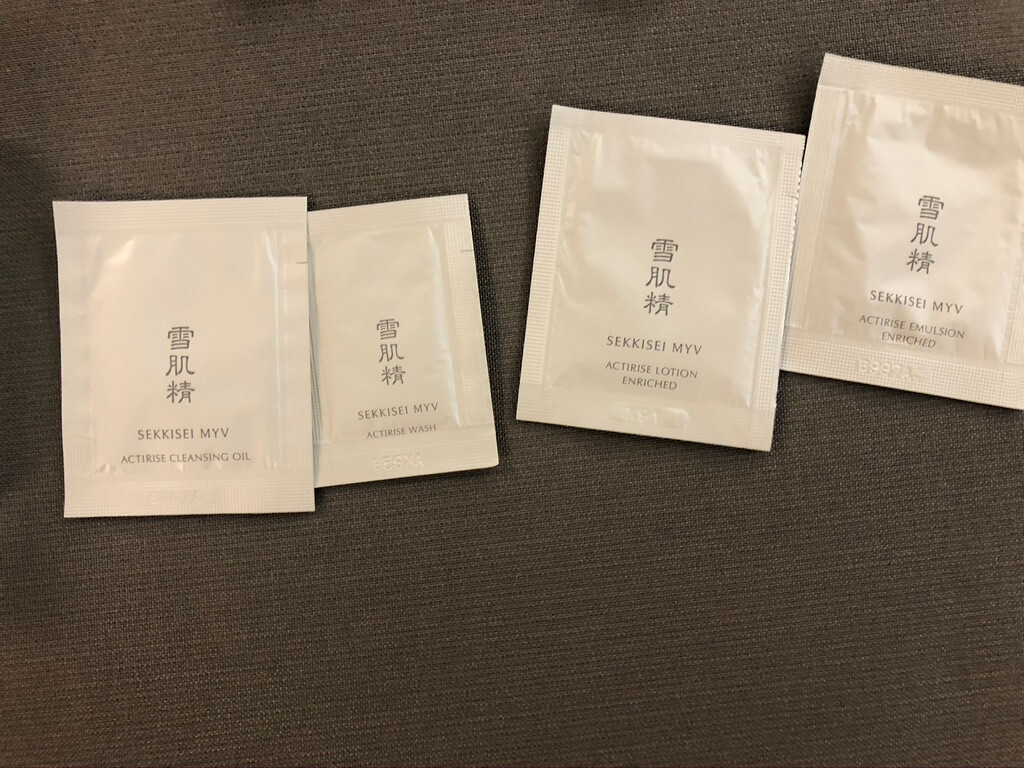 雪肌精
SEKKISEI MYV
ACTIRISE CLEANSING OIL
雪肌精
SEKKISEI MYV
ACTIRISE WASH
雪肌精
SEKKISEI MYV
ACTIRISE LOTION
ENRICHED
雪肌精
SEKKISEI MYV
ACTIRISE EMULSION
ENRICHED